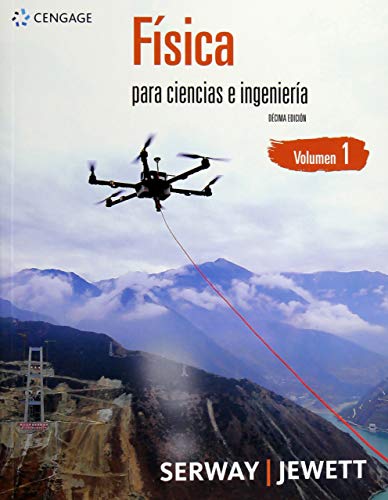 CENGAGE
Física
para ciencias e ingeniería
DÉCIMA EDICIÓN
Volumen 1
SERWAY | JEWETT